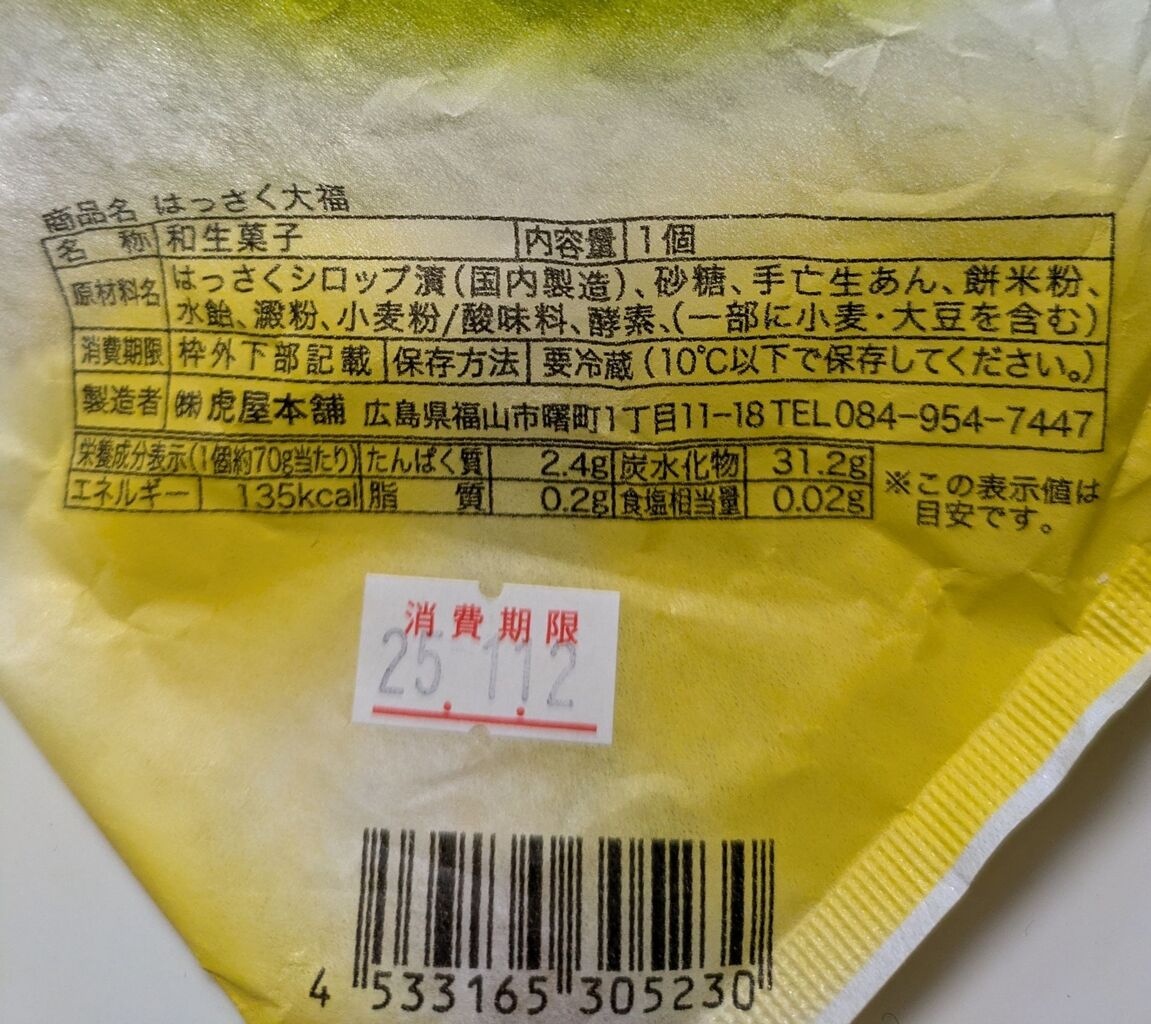 商品名 はっさく大福
名 称 和生菓子 内容量 1個
原材料名 はっさくシロップ漬(国内製造)、砂糖、手亡生あん、餅米粉、
水飴、澱粉、小麦粉/酸味料、酵素、(一部に小麦・大豆を含む)
消費期限 枠外下部記載 保存方法 要冷蔵(10℃以下で保存してください。)
製造者 ㈱虎屋本舗 広島県福山市曙町1丁目11-18 TEL084-954-7447
栄養成分表示(1個約70g当たり) たんぱく質 2.4g 炭水化物 31.2g
エネルギー 135kcal 脂 質 0.2g 食塩相当量 0.02g
※この表示値は
目安です。
消費期限
25.11.2
4 533165 305230